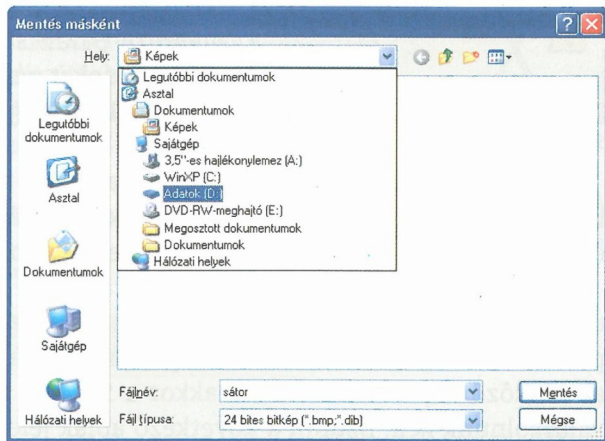 Mentés másként
Hely:
Képek
Legutóbbi dokumentumok
Asztal
Dokumentumok
Képek
Sajátgép
3,5"-es hajlékonylemez (A:)
WinXP (C:)
Adatok (D:)
DVD-RW-meghajtó (E:)
Megosztott dokumentumok
Dokumentumok
Hálózati helyek
Legutóbbi
dokumentumok
Asztal
Dokumentumok
Sajátgép
Hálózati helyek
Fájlnév:
sátor
Mentés
Fájl típusa:
24 bites bitkép (*.bmp;*.dib)
Mégse